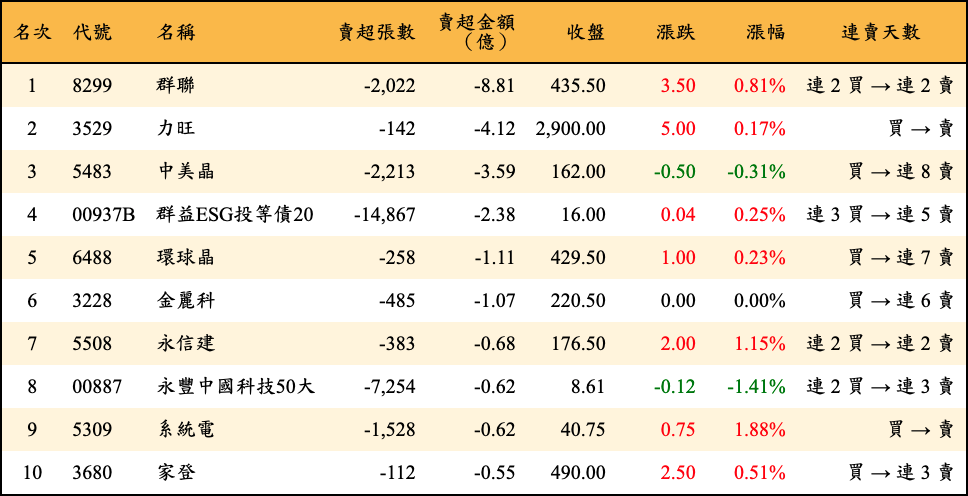 名次 代號 名稱 賣超張數 賣超金額（億） 收盤 漲跌 漲幅 連賣天數
1 8299 群聯 -2,022 -8.81 435.50 3.50 0.81% 連 2 買 → 連 2 賣
2 3529 力旺 -142 -4.12 2,900.00 5.00 0.17% 買 → 賣
3 5483 中美晶 -2,213 -3.59 162.00 -0.50 -0.31% 買 → 連 8 賣
4 00937B 群益ESG投等債20 -14,867 -2.38 16.00 0.04 0.25% 連 3 買 → 連 5 賣
5 6488 環球晶 -258 -1.11 429.50 1.00 0.23% 買 → 連 7 賣
6 3228 金麗科 -485 -1.07 220.50 0.00 0.00% 買 → 連 6 賣
7 5508 永信建 -383 -0.68 176.50 2.00 1.15% 連 2 買 → 連 2 賣
8 00887 永豐中國科技50大 -7,254 -0.62 8.61 -0.12 -1.41% 連 2 買 → 連 3 賣
9 5309 系統電 -1,528 -0.62 40.75 0.75 1.88% 買 → 賣
10 3680 家登 -112 -0.55 490.00 2.50 0.51% 買 → 連 3 賣